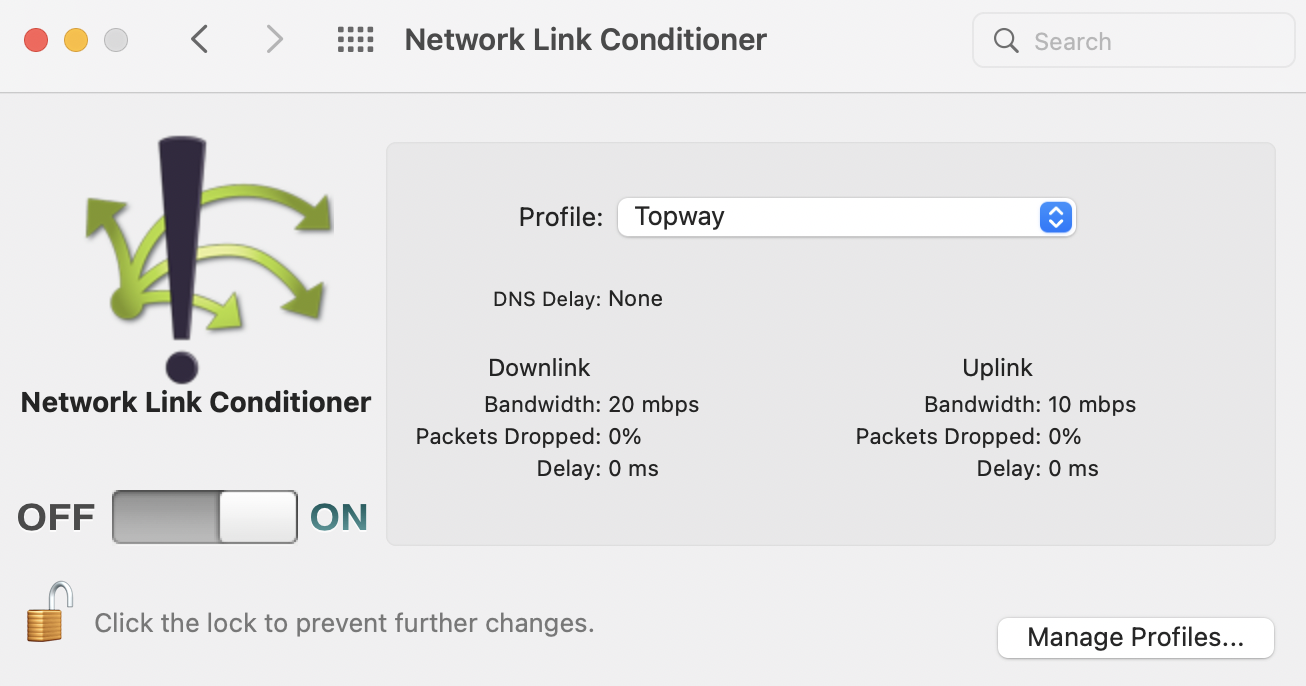 Network Link Conditioner
Search
Profile: Topway
DNS Delay: None
Downlink
Bandwidth: 20 mbps
Packets Dropped: 0%
Delay: 0 ms
Uplink
Bandwidth: 10 mbps
Packets Dropped: 0%
Delay: 0 ms
Network Link Conditioner
OFF ON
Click the lock to prevent further changes.
Manage Profiles...